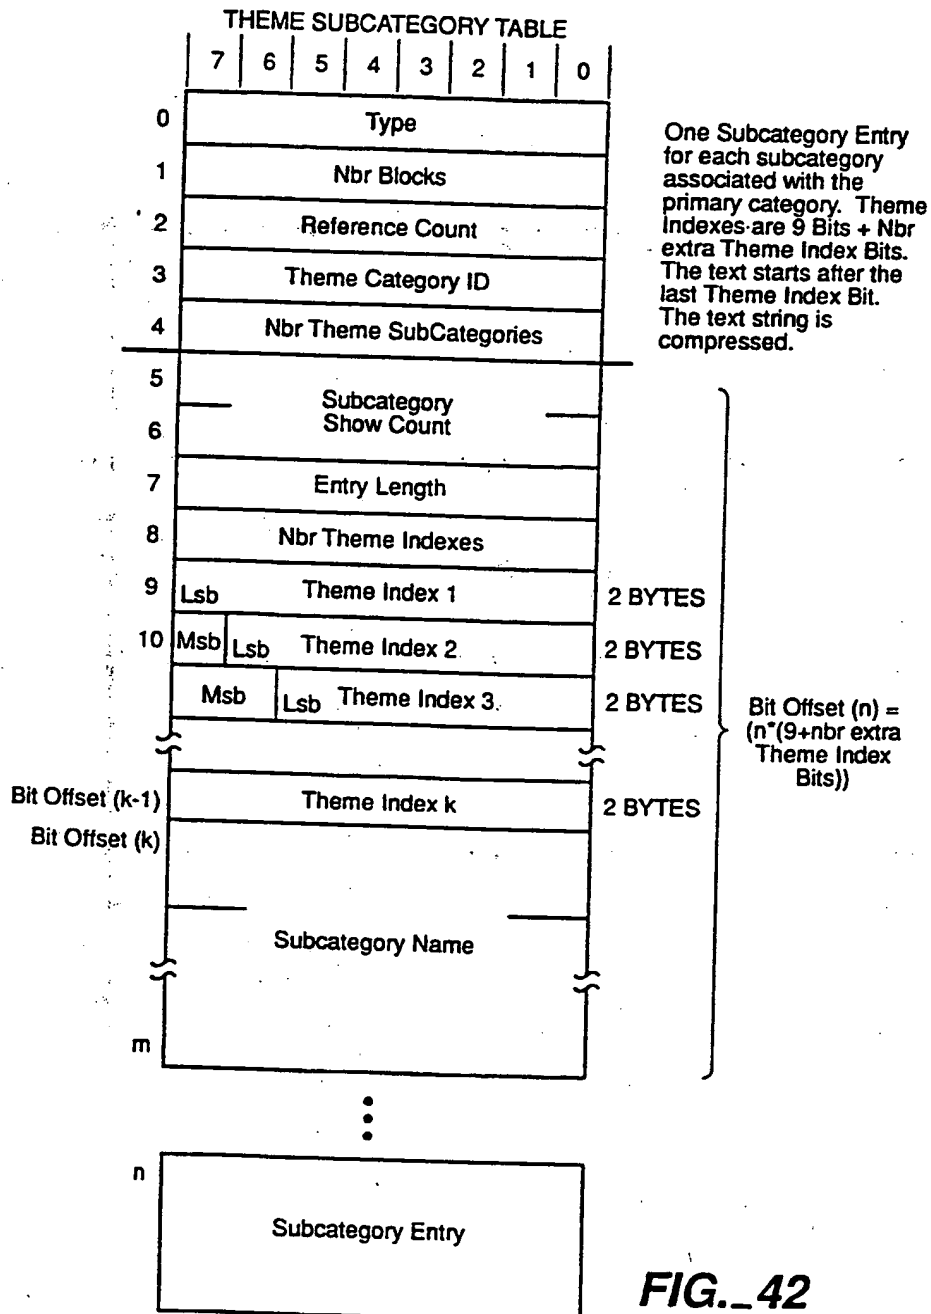 THEME SUBCATEGORY TABLE
7 6 5 4 3 2 1 0
0 Type
1 Nbr Blocks
2 Reference Count
3 Theme Category ID
4 Nbr Theme SubCategories
One Subcategory Entry
for each subcategory
associated with the
primary category. Theme
Indexes are 9 Bits + Nbr
extra Theme Index Bits.
The text starts after the
last Theme Index Bit.
The text string is
compressed.
5
Subcategory
Show Count
6
7 Entry Length
8 Nbr Theme Indexes
9 Lsb Theme Index 1 2 BYTES
10 Msb Lsb Theme Index 2 2 BYTES
Msb Lsb Theme Index 3 2 BYTES
Bit Offset (n) =
(n*(9+nbr extra
Theme Index
Bits))
Bit Offset (k-1) Theme Index k 2 BYTES
Bit Offset (k)
Subcategory Name
m
n
Subcategory Entry
FIG._42